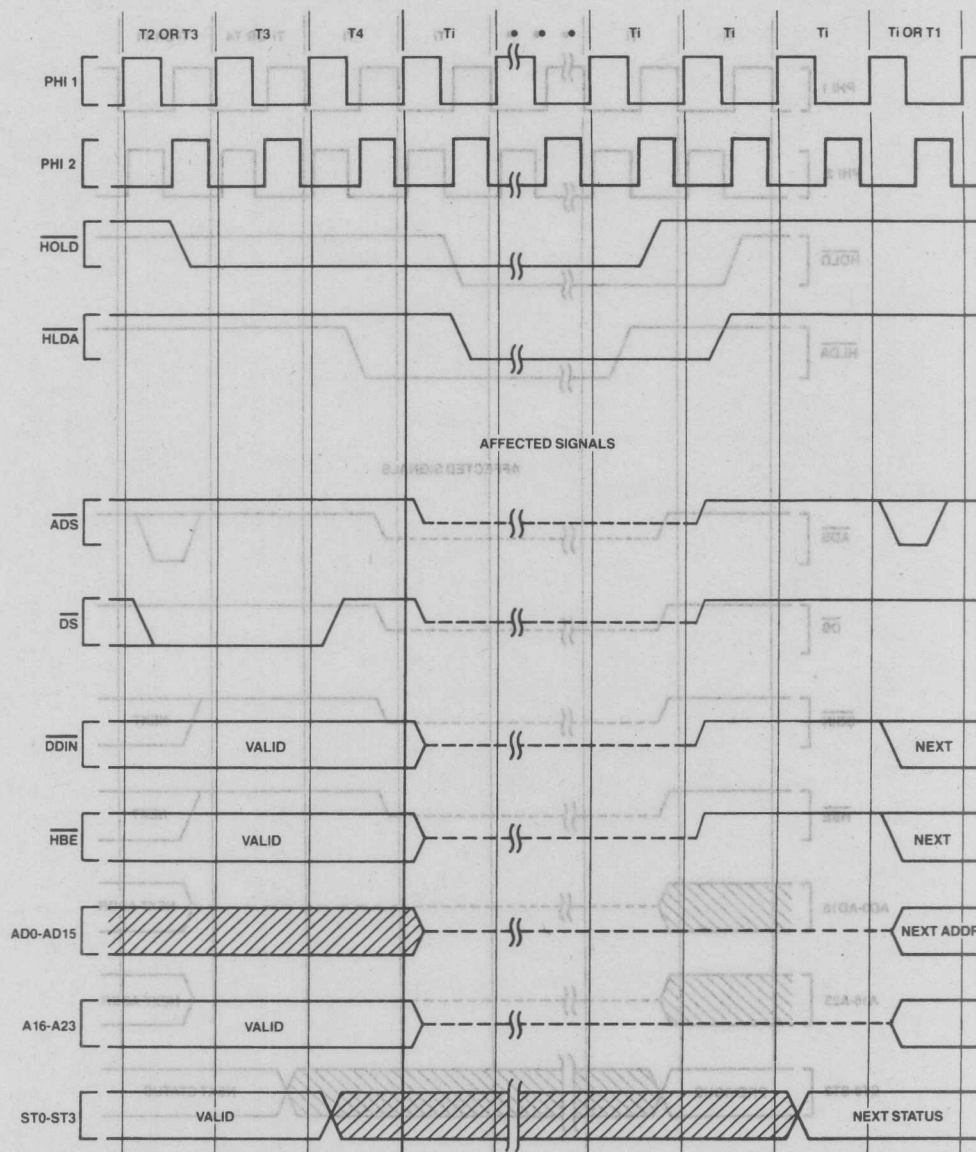 T2 OR T3 T3 T4 Ti • • • Ti Ti Ti Ti OR T1
PHI 1
PHI 2
HOLD
HLDA
AFFECTED SIGNALS
ADS
DS
DDIN VALID NEXT
HBE VALID NEXT
AD0-AD15 NEXT ADDR
A16-A23 VALID
ST0-ST3 VALID NEXT STATUS